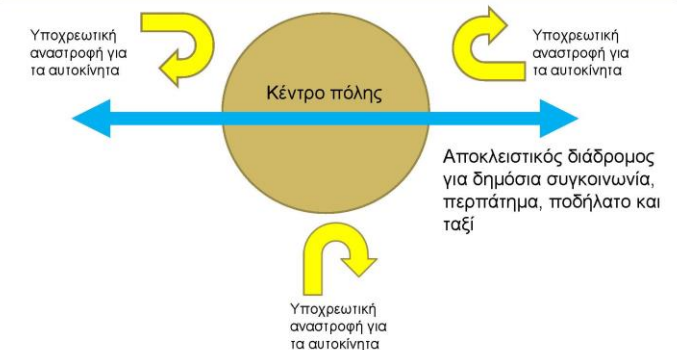 Υποχρεωτική
αναστροφή για
τα αυτοκίνητα
Υποχρεωτική
αναστροφή για
τα αυτοκίνητα
Κέντρο πόλης
Αποκλειστικός διάδρομος
για δημόσια συγκοινωνία,
περπάτημα, ποδήλατο και
ταξί
Υποχρεωτική
αναστροφή για
τα αυτοκίνητα